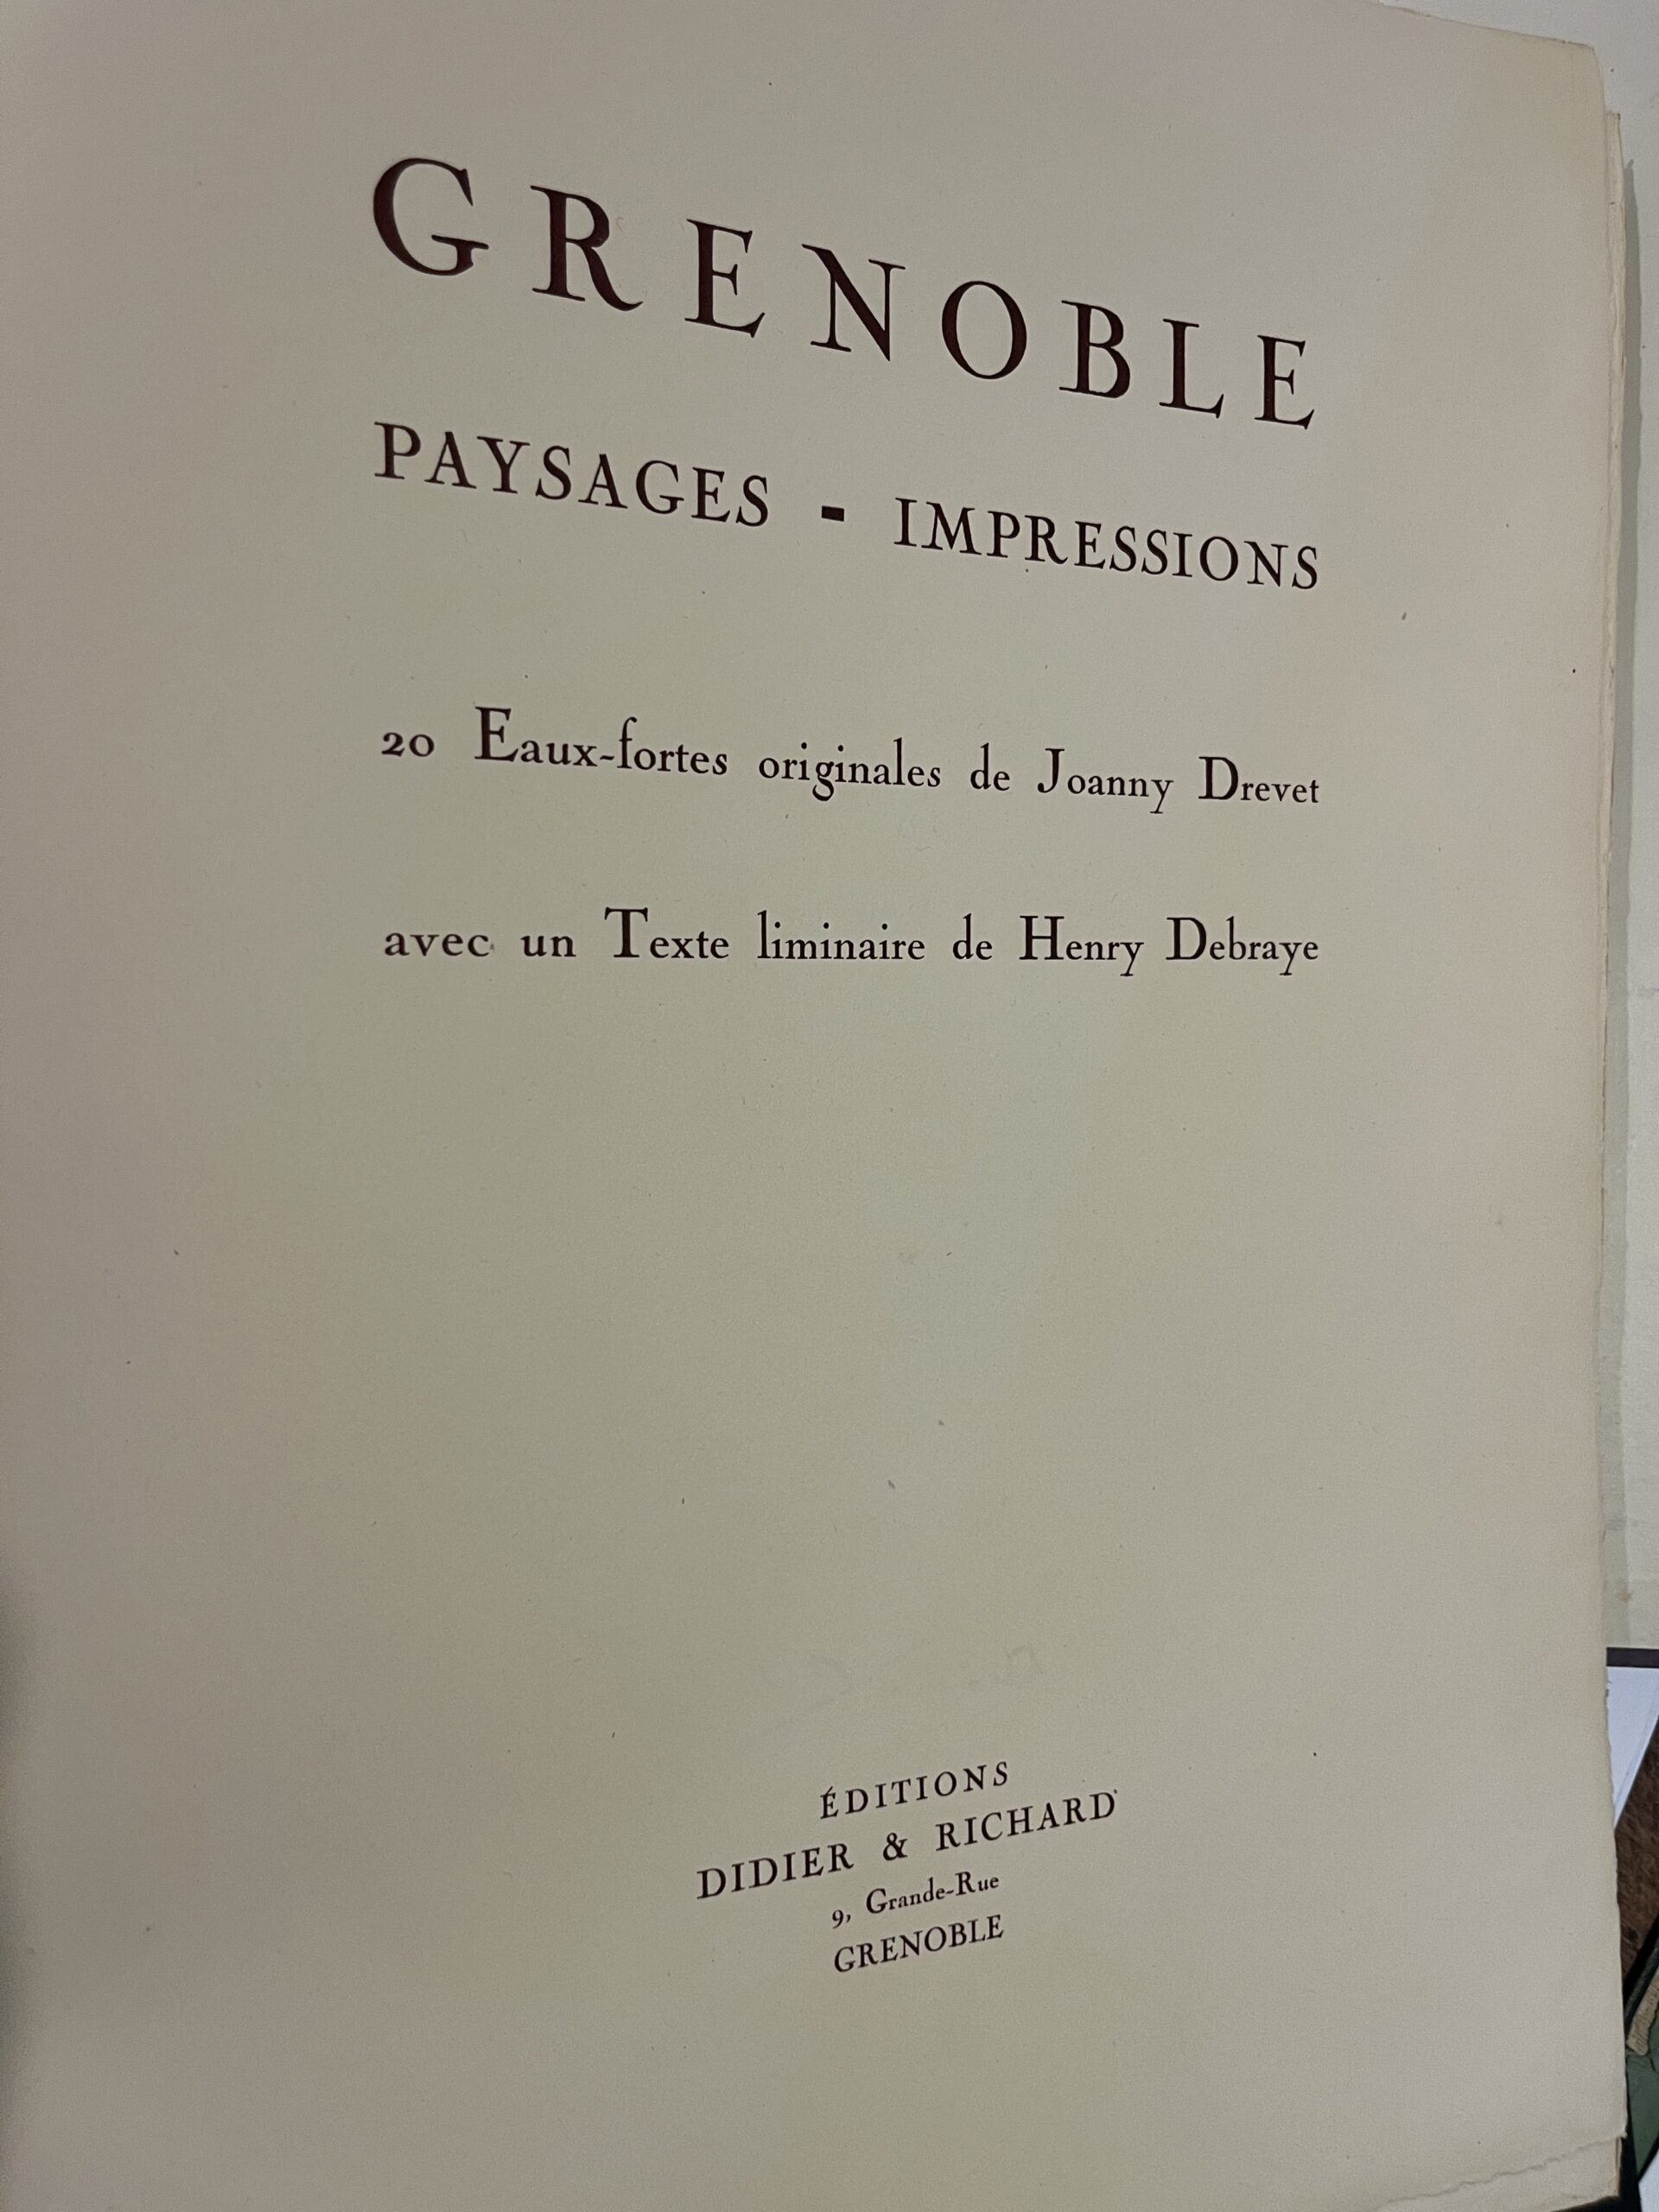 GRENOBLE
PAYSAGES - IMPRESSIONS
20 Eaux-fortes originales de Joanny Drevet
avec un Texte liminaire de Henry Debraye
ÉDITIONS
DIDIER & RICHARD
9, Grande-Rue
GRENOBLE